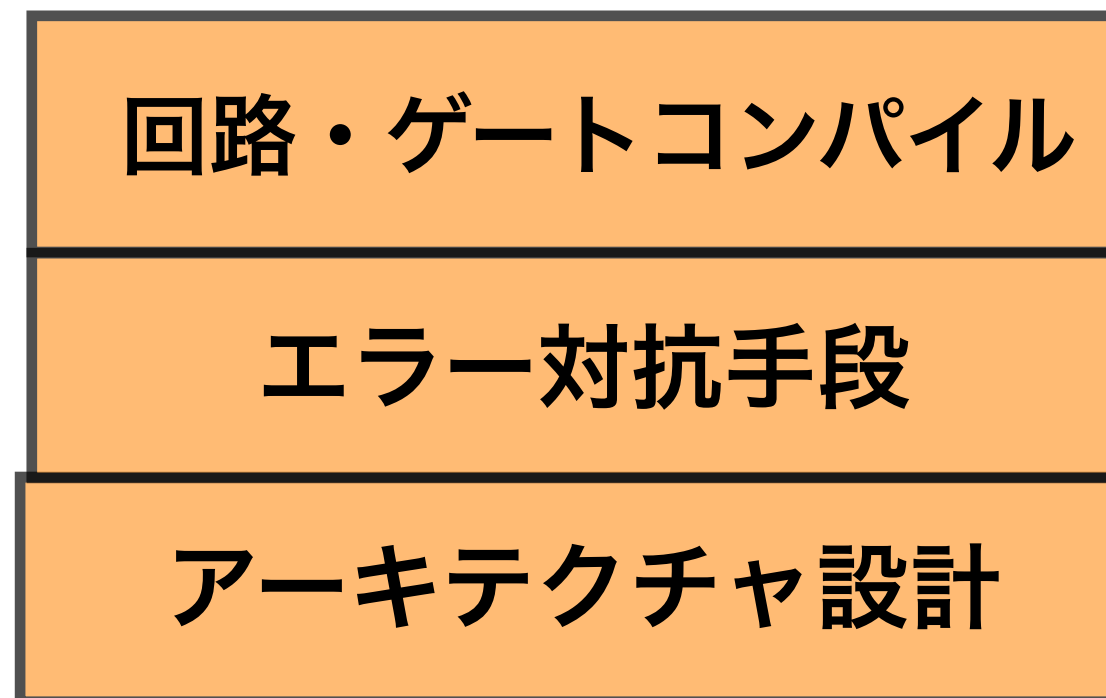 回路・ゲートコンパイル
エラー対抗手段
アーキテクチャ設計